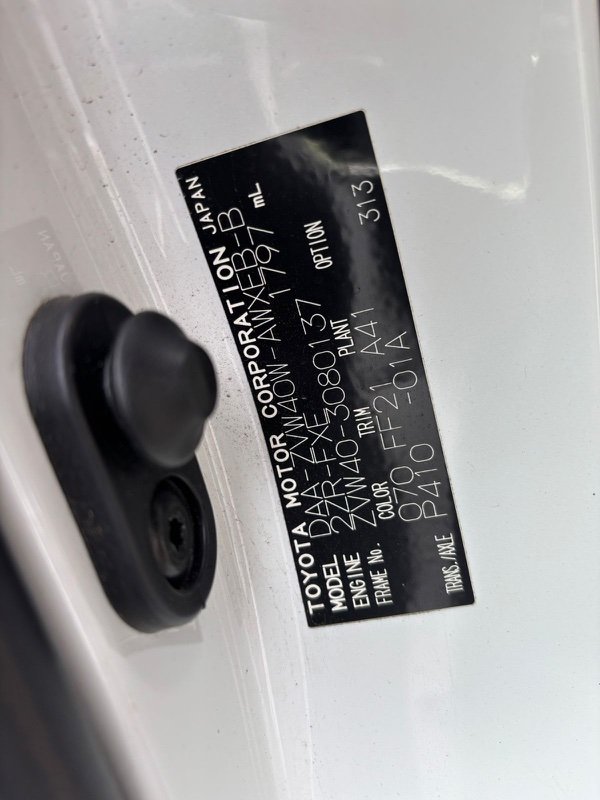 TOYOTA MOTOR CORPORATION JAPAN
MODEL DAA-ZVW40W-AWXEB-B
ENGINE 2ZR-FXE 1797 mL
FRAME No. ZVW40-3080137
COLOR TRIM PLANT OPTION
070 FF21 A41 313
TRANS./AXLE P410 -01A